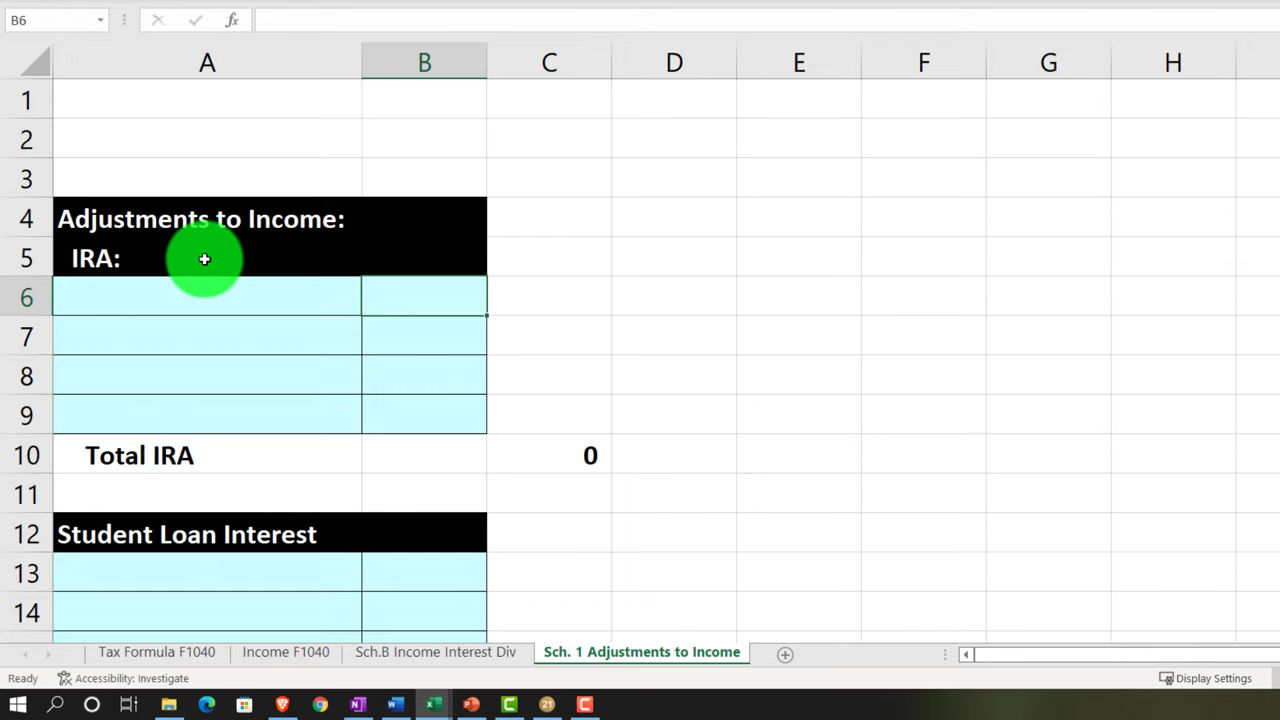 B6
fx
A B C D E F G H
1
2
3
4 Adjustments to Income:
5 IRA:
6
7
8
9
10 Total IRA 0
11
12 Student Loan Interest
13
14
Tax Formula F1040 Income F1040 Sch.B Income Interest Div Sch. 1 Adjustments to Income
Ready Accessibility: Investigate Display Settings
21